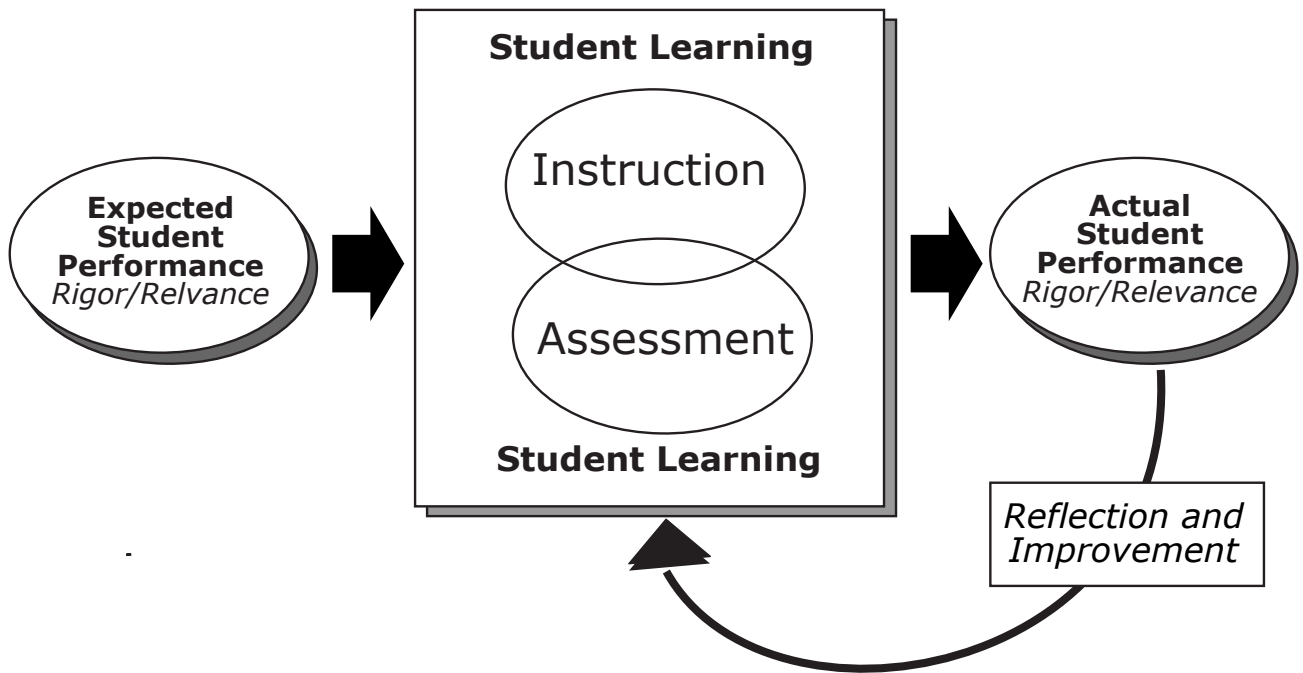 Student Learning
Instruction
Assessment
Student Learning
Expected
Student
Performance
Rigor/Relvance
Actual
Student
Performance
Rigor/Relevance
Reflection and
Improvement
-